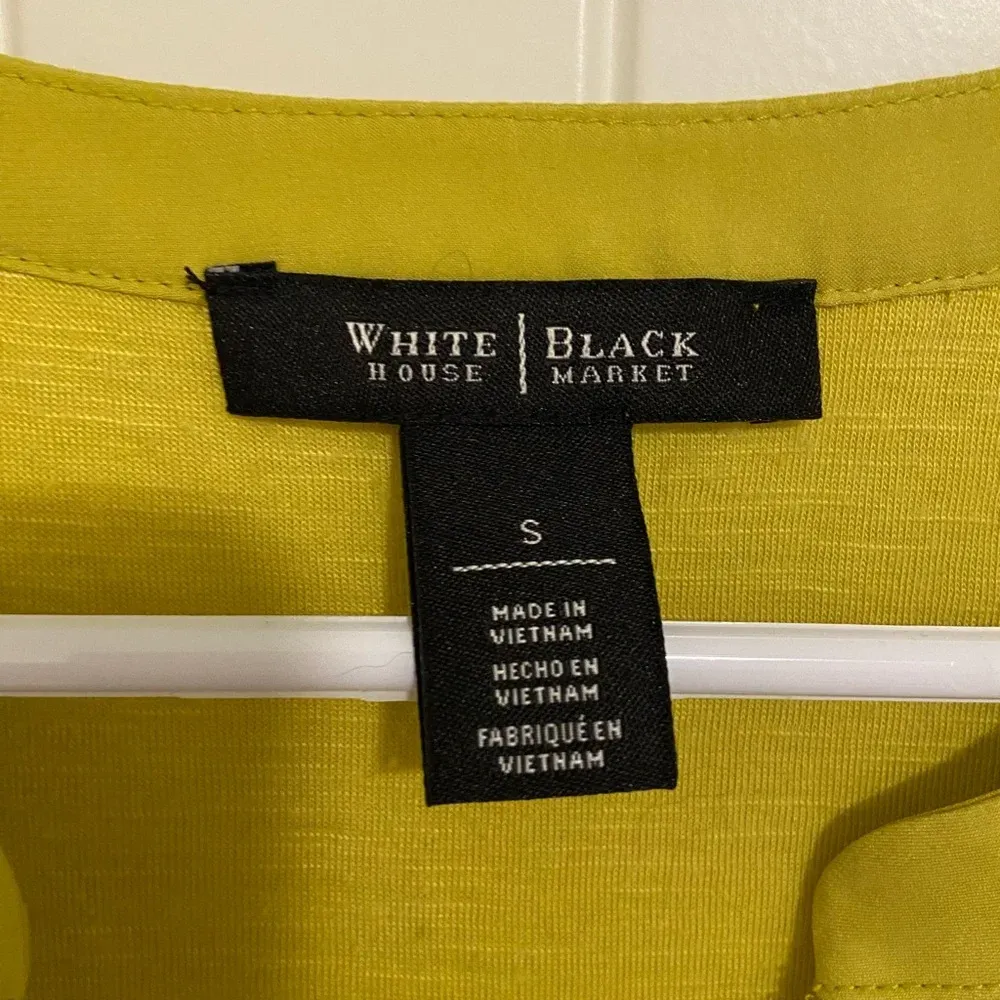 WHITE | BLACK
HOUSE | MARKET
S
MADE IN
VIETNAM
HECHO EN
VIETNAM
FABRIQUÉ EN
VIETNAM